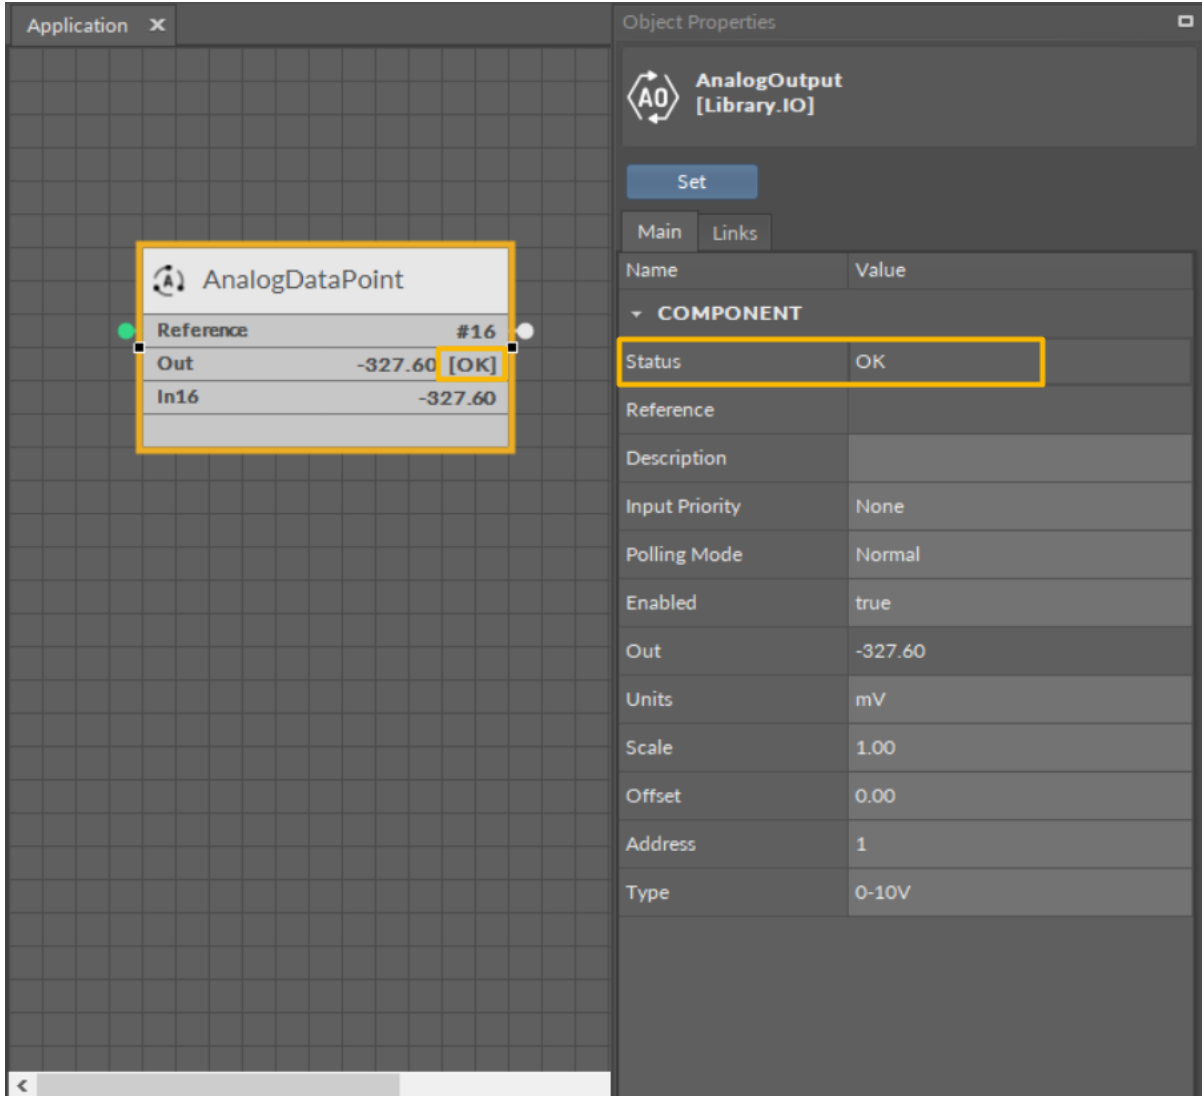 Application ×
AnalogDataPoint
Reference #16
Out -327.60 [OK]
In16 -327.60
Object Properties
AO
AnalogOutput
[Library.IO]
Set
Main Links
Name Value
COMPONENT
Status OK
Reference
Description
Input Priority None
Polling Mode Normal
Enabled true
Out -327.60
Units mV
Scale 1.00
Offset 0.00
Address 1
Type 0-10V